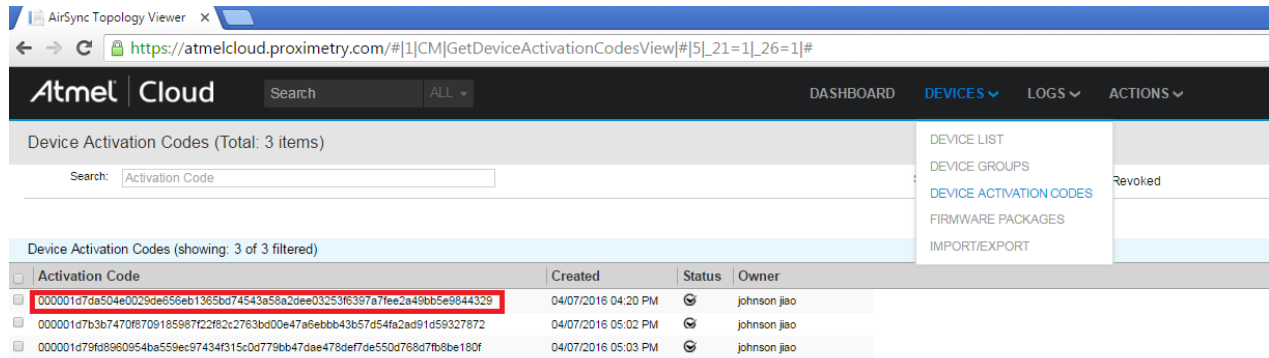 AirSync Topology Viewer
https://atmelcloud.proximetry.com/#|1|CM|GetDeviceActivationCodesView|#|5|_21=1|_26=1|#
Atmel Cloud Search ALL DASHBOARD DEVICES LOGS ACTIONS
Device Activation Codes (Total: 3 items) DEVICE LIST
DEVICE GROUPS
Search: Activation Code Revoked
DEVICE ACTIVATION CODES
FIRMWARE PACKAGES
IMPORT/EXPORT
Device Activation Codes (showing: 3 of 3 filtered)
Activation Code Created Status Owner
000001d7da504e0029de656eb1365bd74543a58a2dee03253f6397a7fee2a49bb5e9844329 04/07/2016 04:20 PM johnson jiao
000001d7b3b7470f8709185987f22f82c2763bd00e47a6ebbb43b57d54fa2ad91d59327872 04/07/2016 05:02 PM johnson jiao
000001d79fd8960954ba559ec97434f315c0d779bb47dae478def7de550d768d7fb8be180f 04/07/2016 05:03 PM johnson jiao